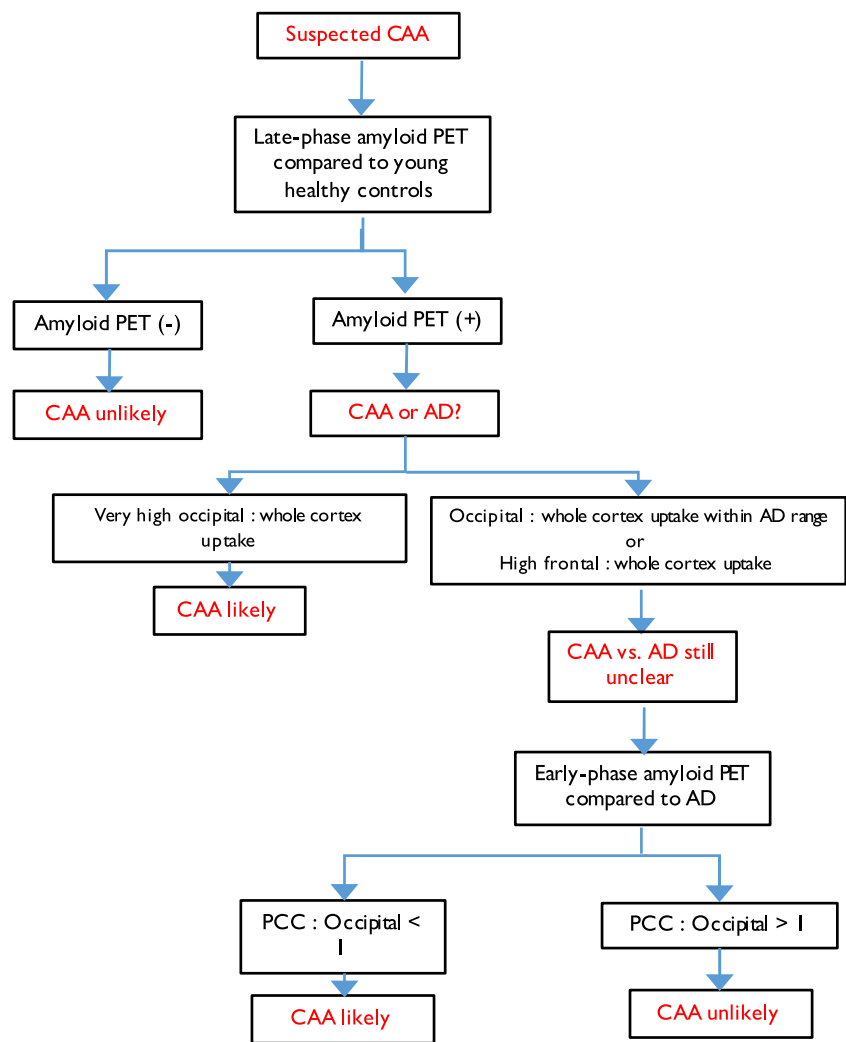 Suspected CAA
Late-phase amyloid PET
compared to young
healthy controls
Amyloid PET (-)
Amyloid PET (+)
CAA unlikely
CAA or AD?
Very high occipital : whole cortex
uptake
Occipital : whole cortex uptake within AD range
or
High frontal : whole cortex uptake
CAA likely
CAA vs. AD still
unclear
Early-phase amyloid PET
compared to AD
PCC : Occipital <
1
PCC : Occipital > 1
CAA likely
CAA unlikely